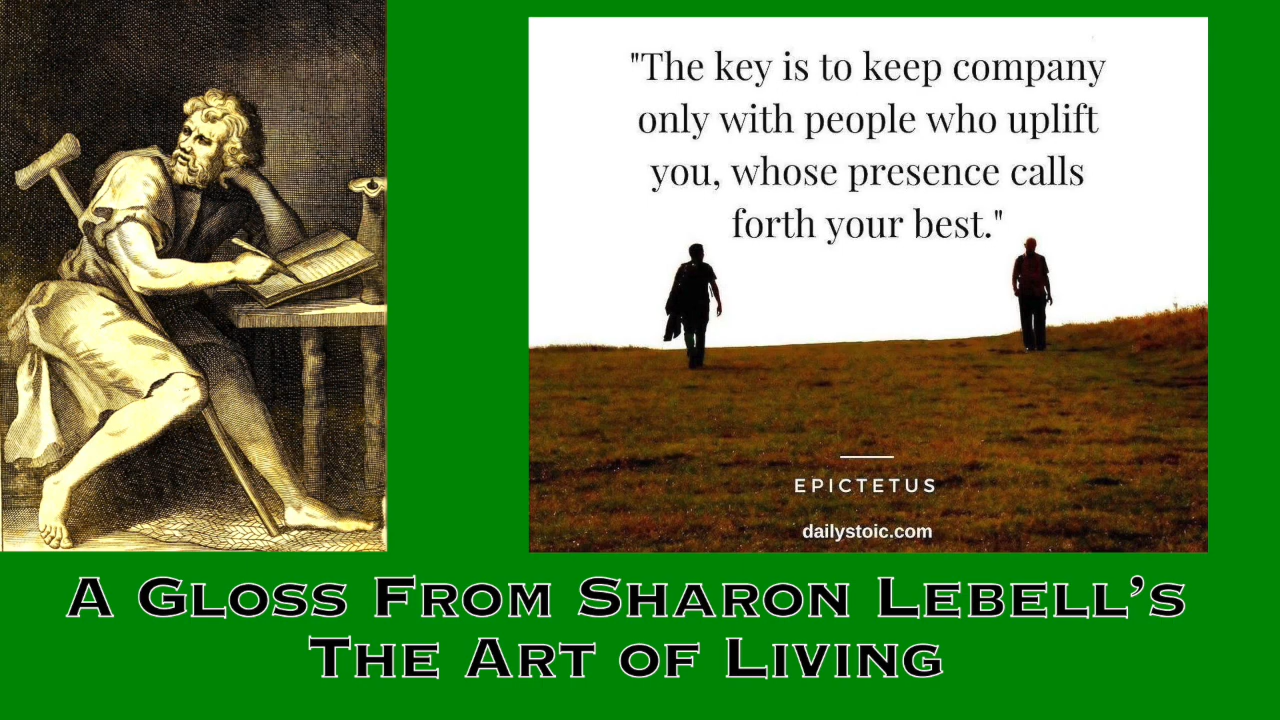 "The key is to keep company
only with people who uplift
you, whose presence calls
forth your best."
EPICTETUS
dailystoic.com
A Gloss From Sharon Lebell’s
The Art of Living